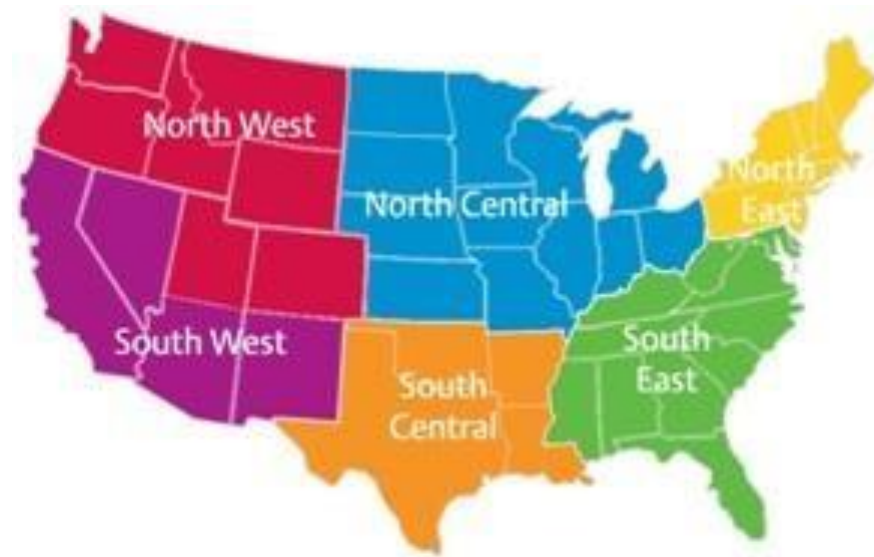 North West
North Central
North
East
South West
South
Central
South
East